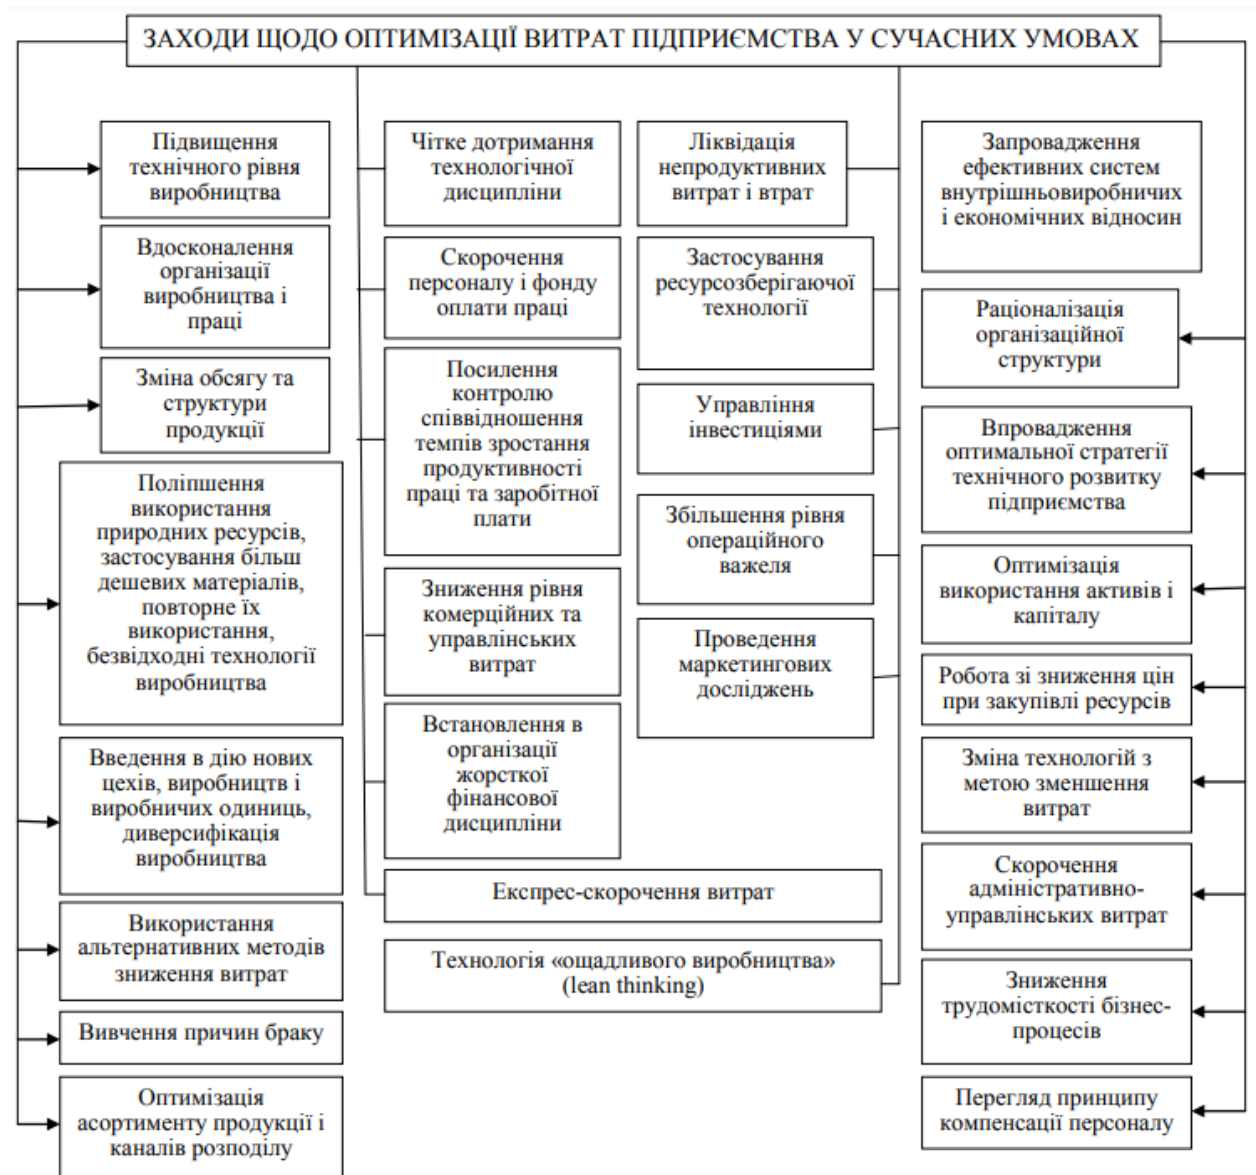 ЗАХОДИ ЩОДО ОПТИМІЗАЦІЇ ВИТРАТ ПІДПРИЄМСТВА У СУЧАСНИХ УМОВАХ
Підвищення
технічного рівня
виробництва
Вдосконалення
організації
виробництва і
праці
Зміна обсягу та
структури
продукції
Поліпшення
використання
природних ресурсів,
застосування більш
дешевих матеріалів,
повторне їх
використання,
безвідходні технології
виробництва
Введення в дію нових
цехів, виробництв і
виробничих одиниць,
диверсифікація
виробництва
Використання
альтернативних методів
зниження витрат
Вивчення причин браку
Оптимізація
асортименту продукції і
каналів розподілу
Чітке дотримання
технологічної
дисципліни
Скорочення
персоналу і фонду
оплати праці
Посилення
контролю
співвідношення
темпів зростання
продуктивності
праці та заробітної
плати
Зниження рівня
комерційних та
управлінських
витрат
Встановлення в
організації
жорсткої
фінансової
дисципліни
Експрес-скорочення витрат
Технологія «ощадливого виробництва»
(lean thinking)
Ліквідація
непродуктивних
витрат і втрат
Застосування
ресурсозберігаючої
технології
Управління
інвестиціями
Збільшення рівня
операційного
важеля
Проведення
маркетингових
досліджень
Запровадження
ефективних систем
внутрішньовиробничих
і економічних відносин
Раціоналізація
організаційної
структури
Впровадження
оптимальної стратегії
технічного розвитку
підприємства
Оптимізація
використання активів і
капіталу
Робота зі зниження цін
при закупівлі ресурсів
Зміна технологій з
метою зменшення
витрат
Скорочення
адміністративно-
управлінських витрат
Зниження
трудомісткості бізнес-
процесів
Перегляд принципу
компенсації персоналу